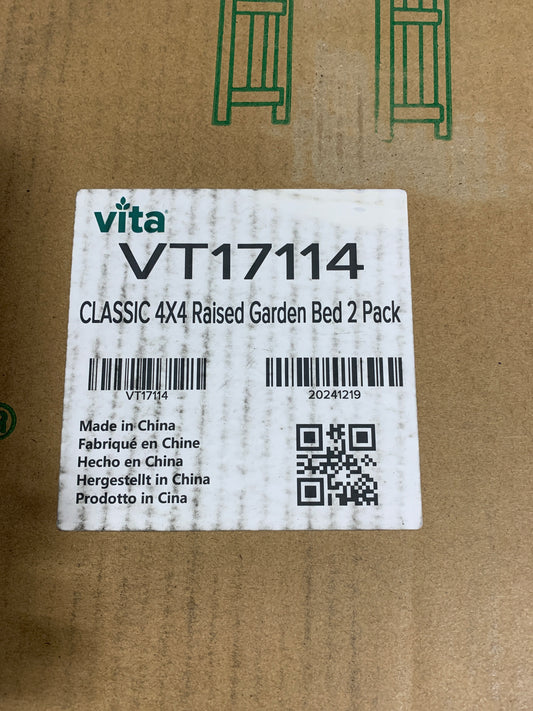 vita
VT17114
CLASSIC 4X4 Raised Garden Bed 2 Pack
VT17114
20241219
Made in China
Fabriqué en Chine
Hecho en China
Hergestellt in China
Prodotto in Cina